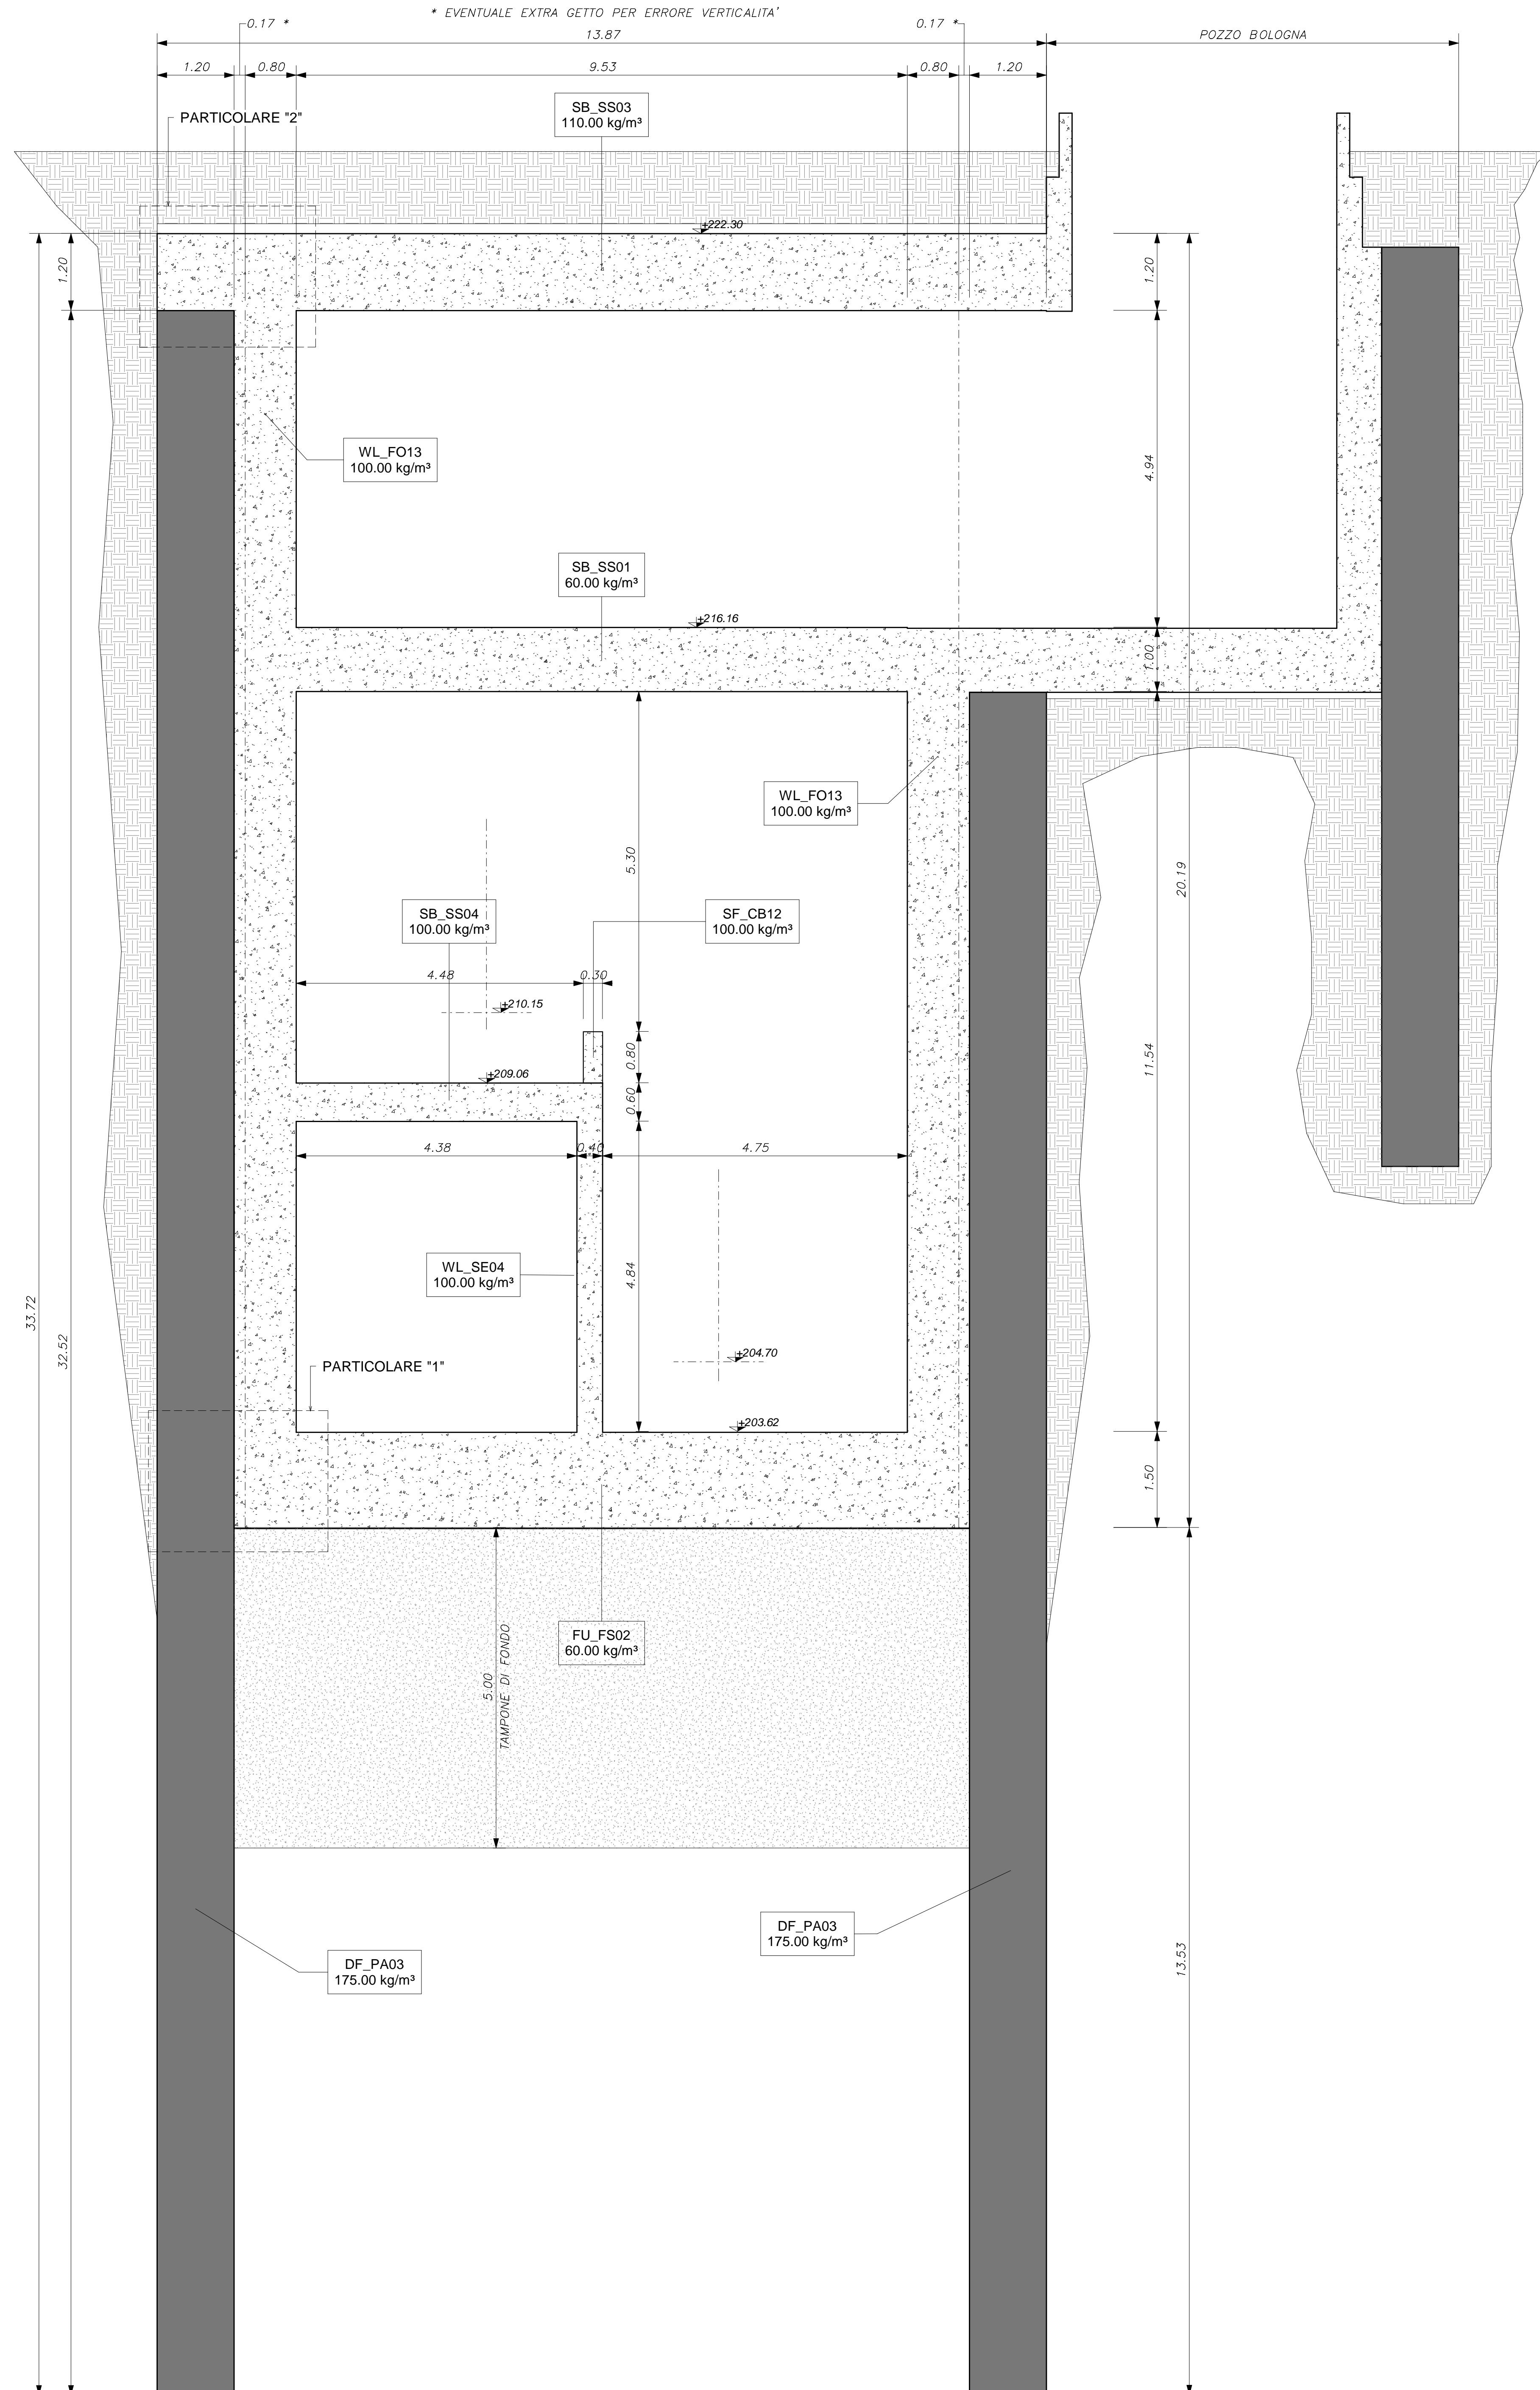 * EVENTUALE EXTRA GETTO PER ERRORE VERTICALITA'
0.17 *
0.17 *
13.87
POZZO BOLOGNA
1.20
0.80
9.53
0.80
1.20
SB_SS03
110.00 kg/m³
PARTICOLARE "2"
+222.30
1.20
1.20
WL_FO13
100.00 kg/m³
4.94
SB_SS01
60.00 kg/m³
+216.16
1.00
WL_FO13
100.00 kg/m³
5.30
20.19
SB_SS04
100.00 kg/m³
SF_CB12
100.00 kg/m³
4.48
0.30
+210.15
0.80
11.54
+209.06
0.60
4.38
0.40
4.75
WL_SE04
100.00 kg/m³
4.84
33.72
32.52
+204.70
PARTICOLARE "1"
+203.62
1.50
FU_FS02
60.00 kg/m³
5.00
TAMPONE DI FONDO
DF_PA03
175.00 kg/m³
13.53
DF_PA03
175.00 kg/m³